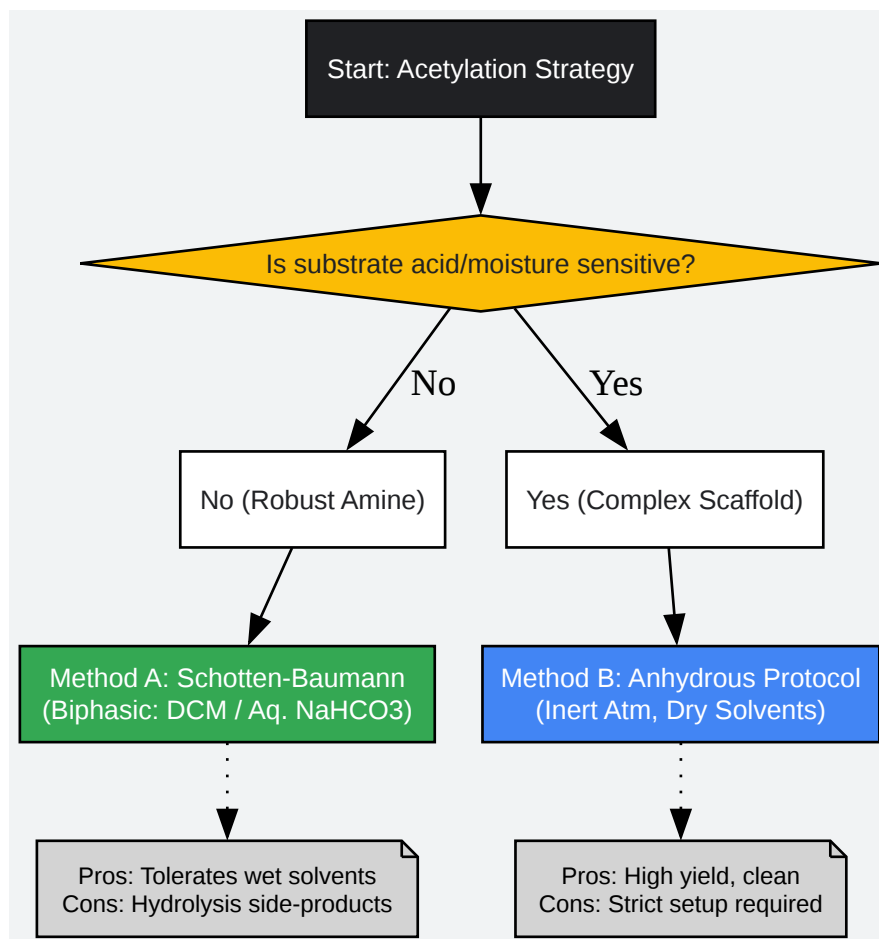 Start: Acetylation Strategy
Is substrate acid/moisture sensitive?
No
Yes
No (Robust Amine)
Yes (Complex Scaffold)
Method A: Schotten-Baumann
(Biphasic: DCM / Aq. NaHCO3)
Method B: Anhydrous Protocol
(Inert Atm, Dry Solvents)
Pros: Tolerates wet solvents
Cons: Hydrolysis side-products
Pros: High yield, clean
Cons: Strict setup required